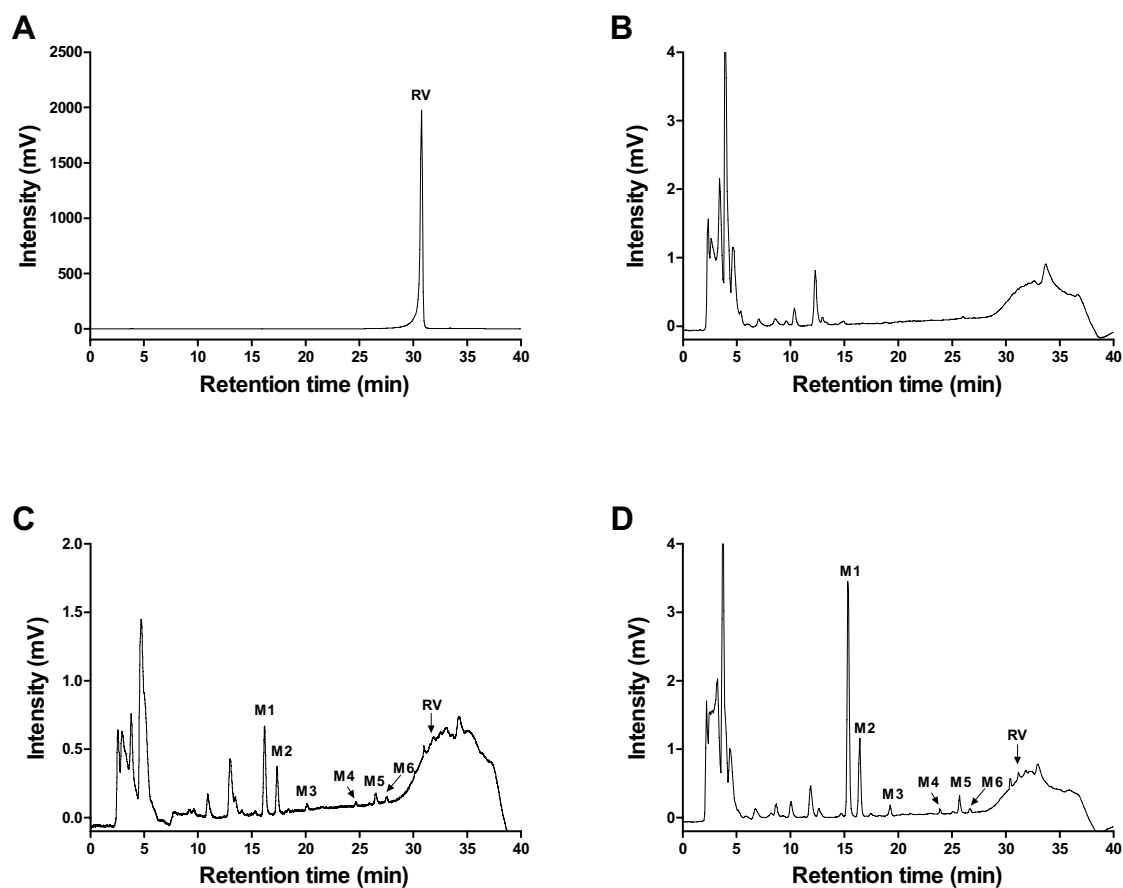 A
Intensity (mV)
2500
2000
1500
1000
500
0
RV
0 5 10 15 20 25 30 35 40
Retention time (min)
B
Intensity (mV)
4
3
2
1
0
0 5 10 15 20 25 30 35 40
Retention time (min)
C
Intensity (mV)
2.0
1.5
1.0
0.5
0.0
M1
M2
M3
M4
M5
M6
RV
0 5 10 15 20 25 30 35 40
Retention time (min)
D
Intensity (mV)
4
3
2
1
0
M1
M2
M3
M4
M5
M6
RV
0 5 10 15 20 25 30 35 40
Retention time (min)